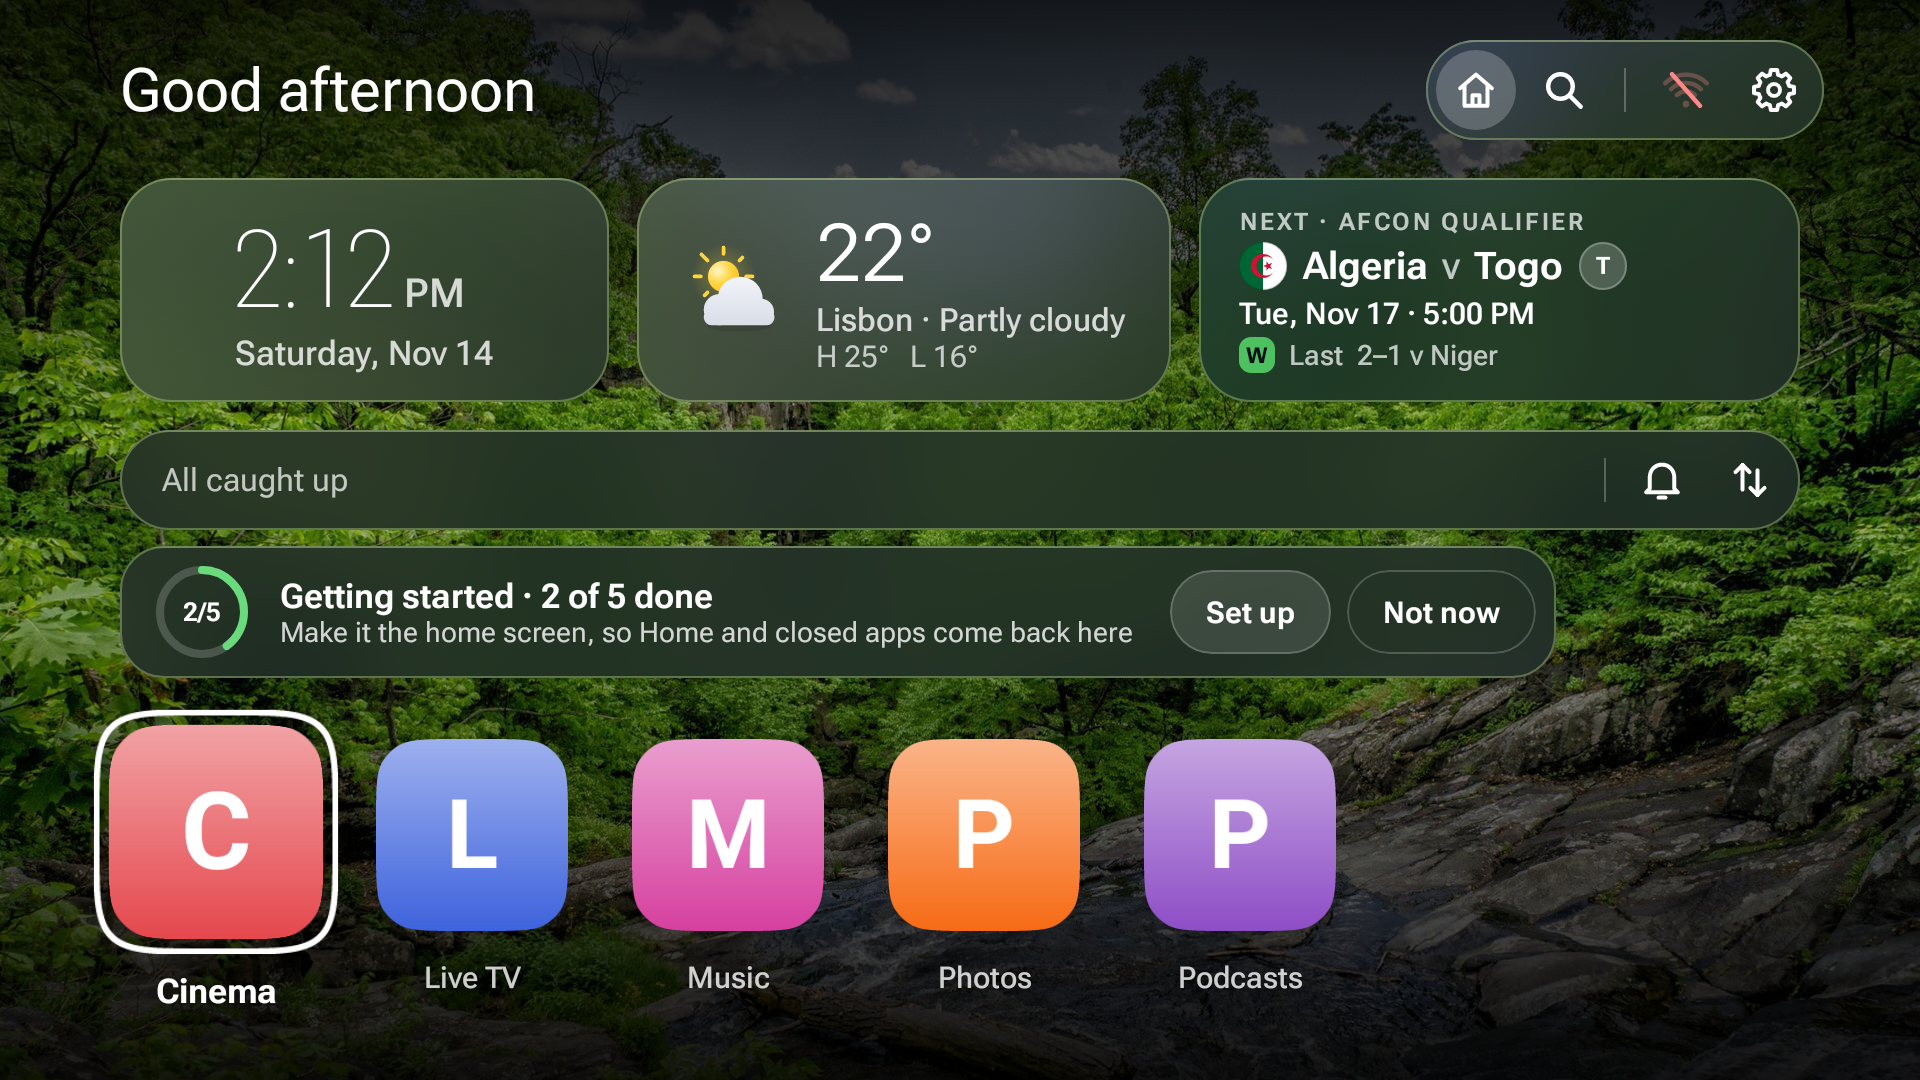 Good afternoon
2:12 PM
Saturday, Nov 14
22°
Lisbon · Partly cloudy
H 25° L 16°
NEXT · AFCON QUALIFIER
Algeria v Togo T
Tue, Nov 17 · 5:00 PM
W Last 2–1 v Niger
All caught up
2/5
Getting started · 2 of 5 done
Make it the home screen, so Home and closed apps come back here
Set up
Not now
C
L
M
P
P
Cinema
Live TV
Music
Photos
Podcasts